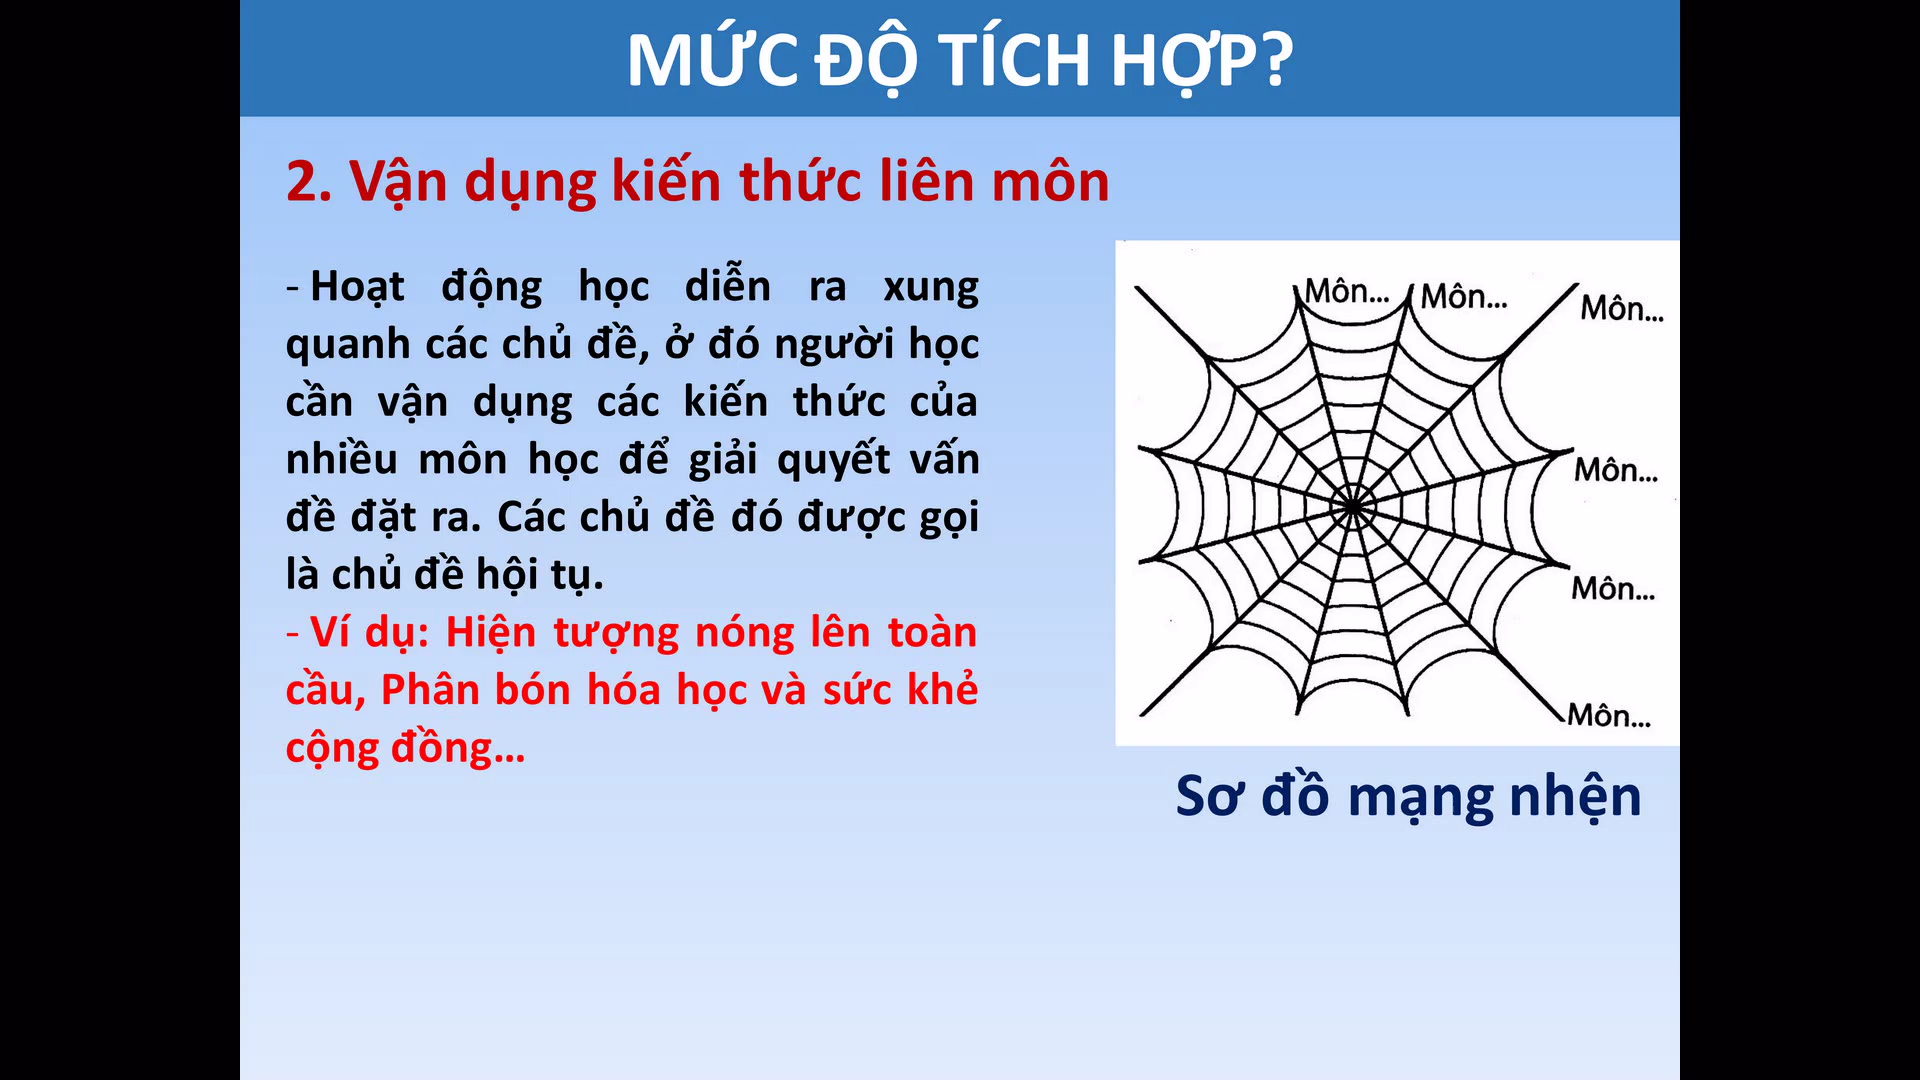 MỨC ĐỘ TÍCH HỢP?
2. Vận dụng kiến thức liên môn
- Hoạt động học diễn ra xung
quanh các chủ đề, ở đó người học
cần vận dụng các kiến thức của
nhiều môn học để giải quyết vấn
đề đặt ra. Các chủ đề đó được gọi
là chủ đề hội tụ.
- Ví dụ: Hiện tượng nóng lên toàn
cầu, Phân bón hóa học và sức khẻ
cộng đồng...
Môn...
Môn...
Môn...
Môn...
Môn...
Môn...
Sơ đồ mạng nhện